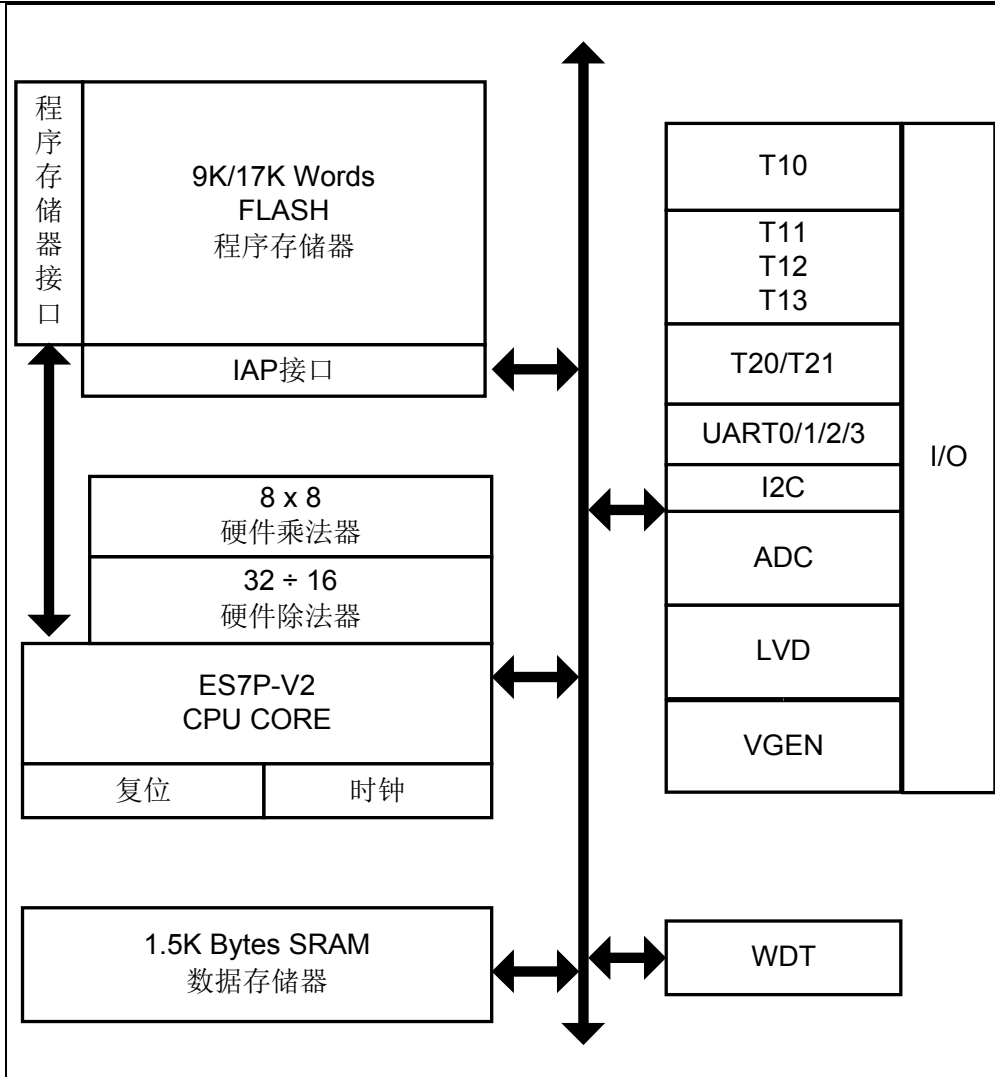 程序存储器接口
9K/17K Words
FLASH
程序存储器
IAP接口
8 x 8
硬件乘法器
32 ÷ 16
硬件除法器
ES7P-V2
CPU CORE
复位
时钟
1.5K Bytes SRAM
数据存储器
T10
T11
T12
T13
T20/T21
UART0/1/2/3
I2C
ADC
LVD
VGEN
I/O
WDT